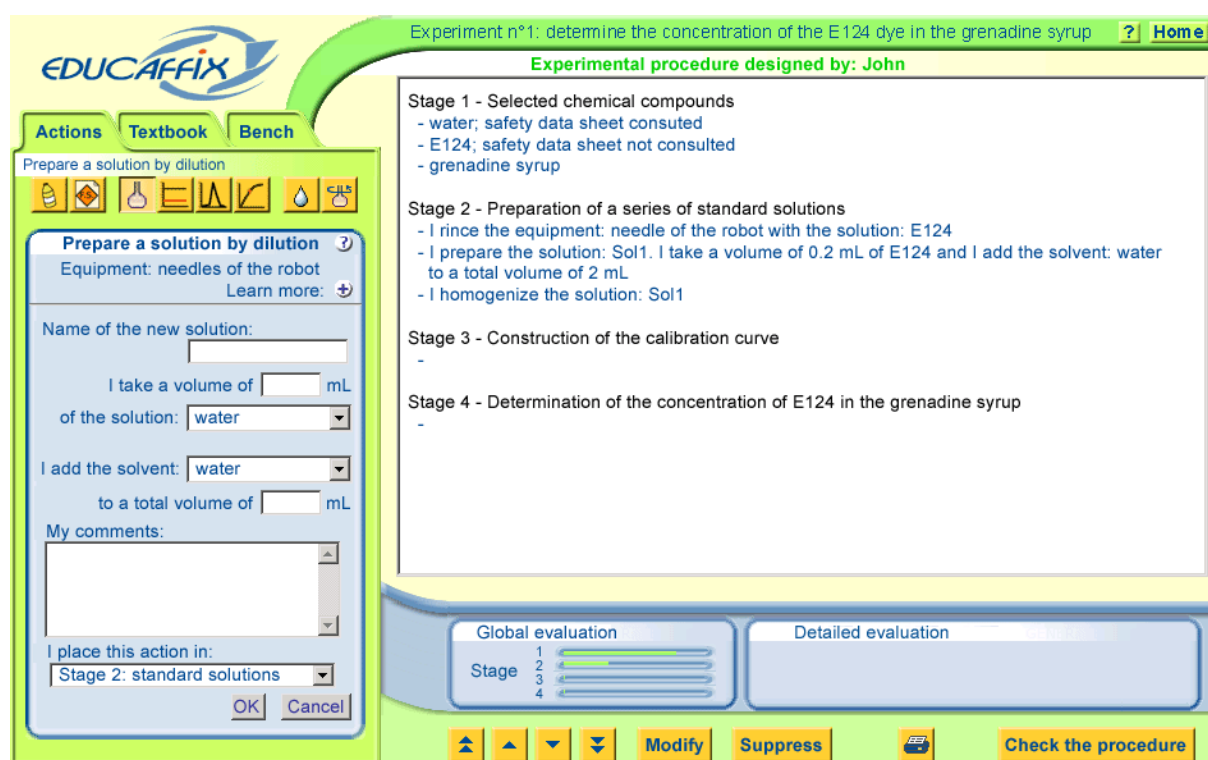 Experiment n°1: determine the concentration of the E124 dye in the grenadine syrup ? Home
EDUCAFFIX
Experimental procedure designed by: John
Actions Textbook Bench
Prepare a solution by dilution
Prepare a solution by dilution ?
Equipment: needles of the robot
Learn more: +
Name of the new solution:
I take a volume of mL
of the solution: water
I add the solvent: water
to a total volume of mL
My comments:
I place this action in:
Stage 2: standard solutions
OK Cancel
Stage 1 - Selected chemical compounds
- water; safety data sheet consuted
- E124; safety data sheet not consulted
- grenadine syrup
Stage 2 - Preparation of a series of standard solutions
- I rince the equipment: needle of the robot with the solution: E124
- I prepare the solution: Sol1. I take a volume of 0.2 mL of E124 and I add the solvent: water
to a total volume of 2 mL
- I homogenize the solution: Sol1
Stage 3 - Construction of the calibration curve
-
Stage 4 - Determination of the concentration of E124 in the grenadine syrup
-
Global evaluation
Stage
1
2
3
4
Detailed evaluation
Modify Suppress Check the procedure